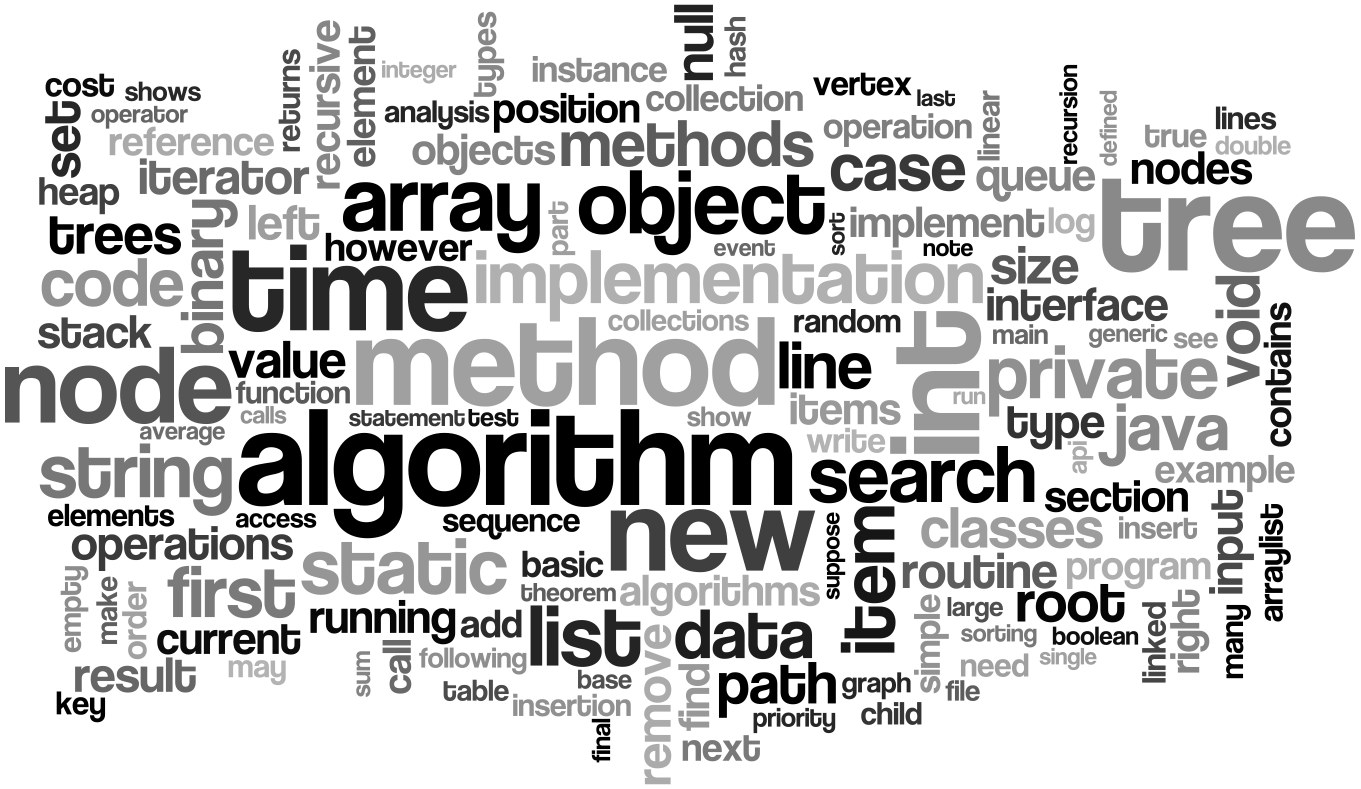 null
hash
types
recursive
element
returns
integer
instance
cost
shows
set
operator
analysis
position
collection
vertex
last
linear
recursion
defined
lines
true
double
reference
objects
methods
operation
case
queue
nodes
heap
iterator
array
object
part
sort
implement
log
tree
trees
left
binary
however
event
note
code
time
implementation
size
interface
void
contains
stack
collections
random
int
main
generic
see
node
value
method
line
private
function
run
calls
statement
test
show
items
type
java
average
write
api
string
algorithm
search
example
section
elements
access
sequence
new
suppose
item
classes
insert
input
arraylist
operations
static
basic
routine
program
empty
make
order
first
theorem
algorithms
simple
large
root
linked
right
many
running
add
list
data
current
sorting
boolean
sum
call
following
remove
find
need
single
result
may
table
base
path
graph
file
key
insertion
final
priority
child
next